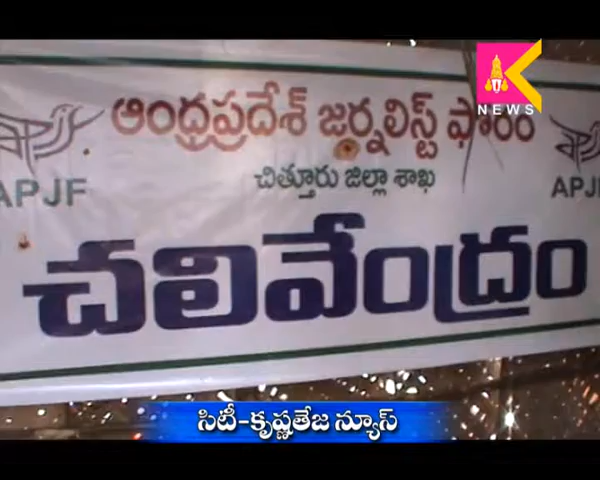 K
NEWS
ఆంధ్రప్రదేశ్ జర్నలిస్ట్ ఫోరం
చిత్తూరు జిల్లా శాఖ
APJF
APJF
చలివేంద్రం
సిటీ-కృష్ణతేజ న్యూస్